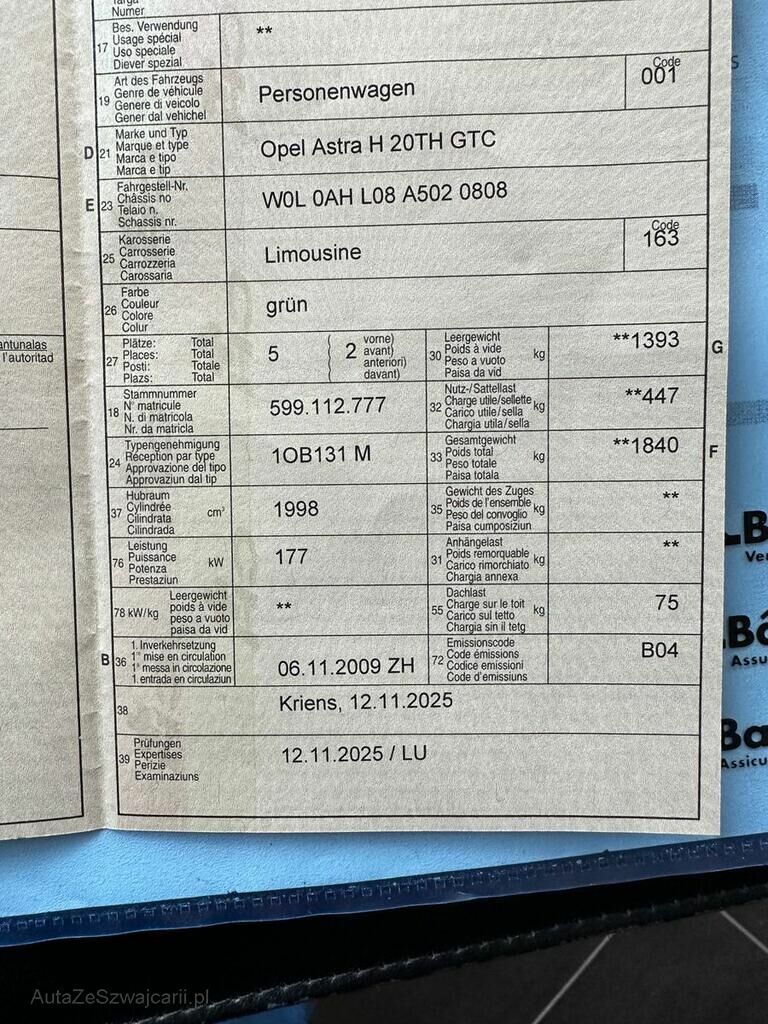 Targa
Numer
17 Bes. Verwendung
Usage spécial
Uso speciale
Diever spezial
**
19 Art des Fahrzeugs
Genre de véhicule
Genere di veicolo
Gener dal vehichel
Personenwagen
Code
001
D 21 Marke und Typ
Marque et type
Marca e tipo
Marca e tip
Opel Astra H 20TH GTC
E 23 Fahrgestell-Nr.
Châssis no
Telaio n.
Schassis nr.
W0L 0AH L08 A502 0808
25 Karosserie
Carrosserie
Carrozzeria
Carossaria
Limousine
Code
163
26 Farbe
Couleur
Colore
Colur
grün
27 Plätze: Total
Places: Total
Posti: Totale
Plazs: Total
5 ( 2 vorne)
avant)
anteriori)
davant)
30 Leergewicht
Poids à vide
Peso a vuoto
Paisa da vid
kg
**1393
G
18 Stammnummer
N° matricule
N. di matricola
Nr. da matricla
599.112.777
32 Nutz-/Sattellast
Charge utile/sellette
Carico utile/sella
Chargia utila/sella
kg
**447
24 Typengenehmigung
Réception par type
Approvazione del tipo
Approvaziun dal tip
1OB131 M
33 Gesamtgewicht
Poids total
Peso totale
Paisa totala
kg
**1840
F
37 Hubraum
Cylindrée
Cilindrata
Cilindrada
cm³
1998
35 Gewicht des Zuges
Poids de l'ensemble
Peso del convoglio
Paisa cumposiziun
kg
**
76 Leistung
Puissance
Potenza
Prestaziun
kW
177
31 Anhängelast
Poids remorquable
Carico rimorchiato
Chargia annexa
kg
**
78 kW/kg Leergewicht
poids à vide
peso a vuoto
paisa da vid
**
55 Dachlast
Charge sur le toit
Carico sul tetto
Chargia sin il tetg
kg
75
B 36 1. Inverkehrsetzung
1re mise en circulation
1a messa in circolazione
1. entrada en circulaziun
06.11.2009 ZH
72 Emissionscode
Code émissions
Codice emissioni
Code d'emissiuns
B04
38 Kriens, 12.11.2025
39 Prüfungen
Expertises
Perizie
Examinaziuns
12.11.2025 / LU
antunalas
l'autoritad
Assu
Ba
Assicu
AutaZeSzwajcarii.pl